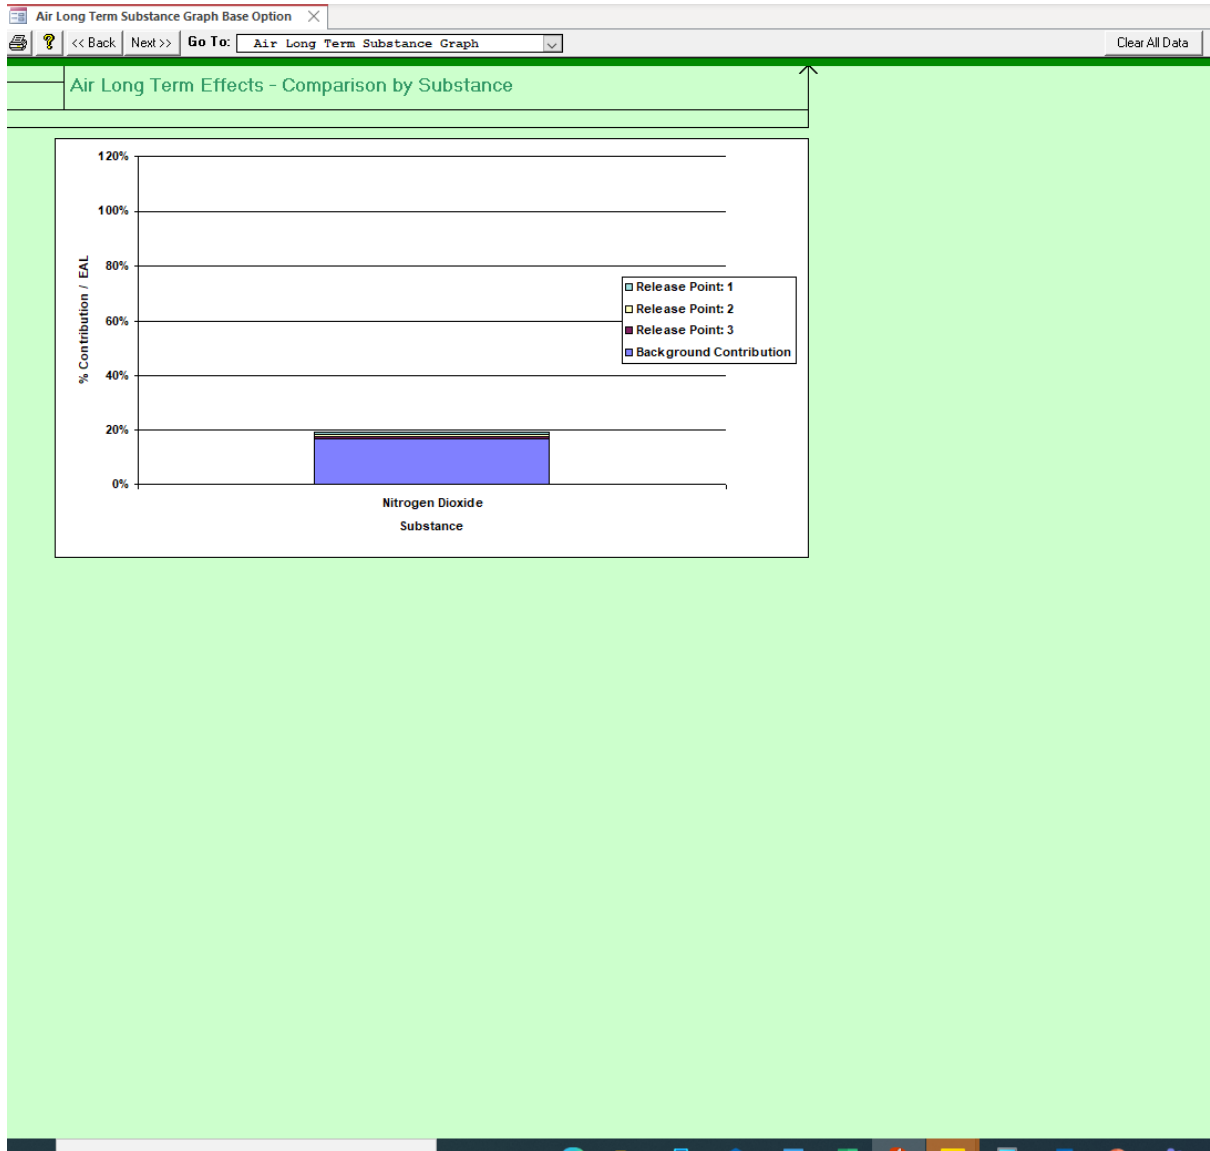 Air Long Term Substance Graph Base Option
? << Back Next >> Go To: Air Long Term Substance Graph Clear All Data
Air Long Term Effects - Comparison by Substance
120%
100%
80%
60%
40%
20%
0%
% Contribution / EAL
Release Point: 1
Release Point: 2
Release Point: 3
Background Contribution
Nitrogen Dioxide
Substance